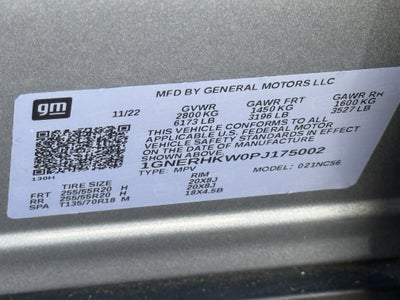 gm
MFD BY GENERAL MOTORS LLC
11/22 GVWR GAWR FRT GAWR RR
2800 KG 1450 KG 1600 KG
6173 LB 3196 LB 3527 LB
THIS VEHICLE CONFORMS TO ALL
APPLICABLE U.S. FEDERAL MOTOR
VEHICLE SAFETY STANDARDS IN EFFECT
ON THE DATE OF MANUFACTURE
SHOWN ABOVE.
1GNERHKW0PJ175002
TYPE: MPV MODEL: 021NC56
130H
TIRE SIZE RIM
FRT 255/55R20 H 20X8J
RR 255/55R20 H 20X8J
SPA T135/70R18 M 18X4.5B